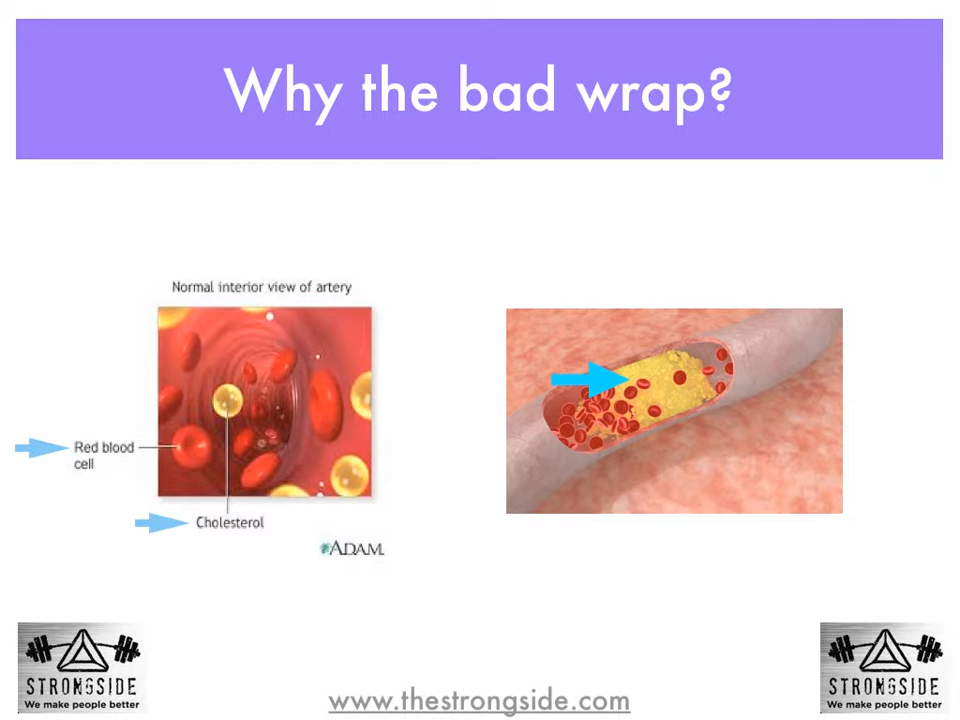 Why the bad wrap?
Normal interior view of artery
Red blood
cell
Cholesterol
ADAM.
STRONGSIDE
We make people better
www.thestrongside.com
STRONGSIDE
We make people better